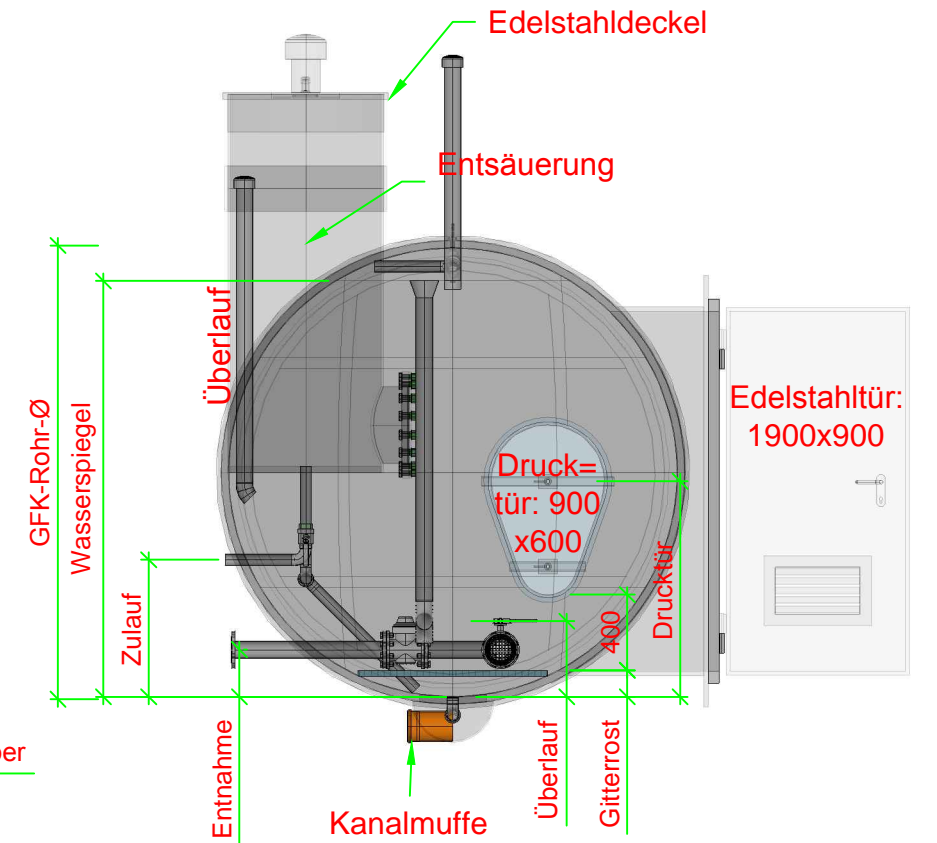 Edelstahldeckel
Entsäuerung
Überlauf
GFK-Rohr-Ø
Wasserspiegel
Edelstahltür:
1900x900
Druck=
tür: 900
x600
Zulauf
400
Drucktür
Entnahme
Kanalmuffe
Überlauf
Gitterrost